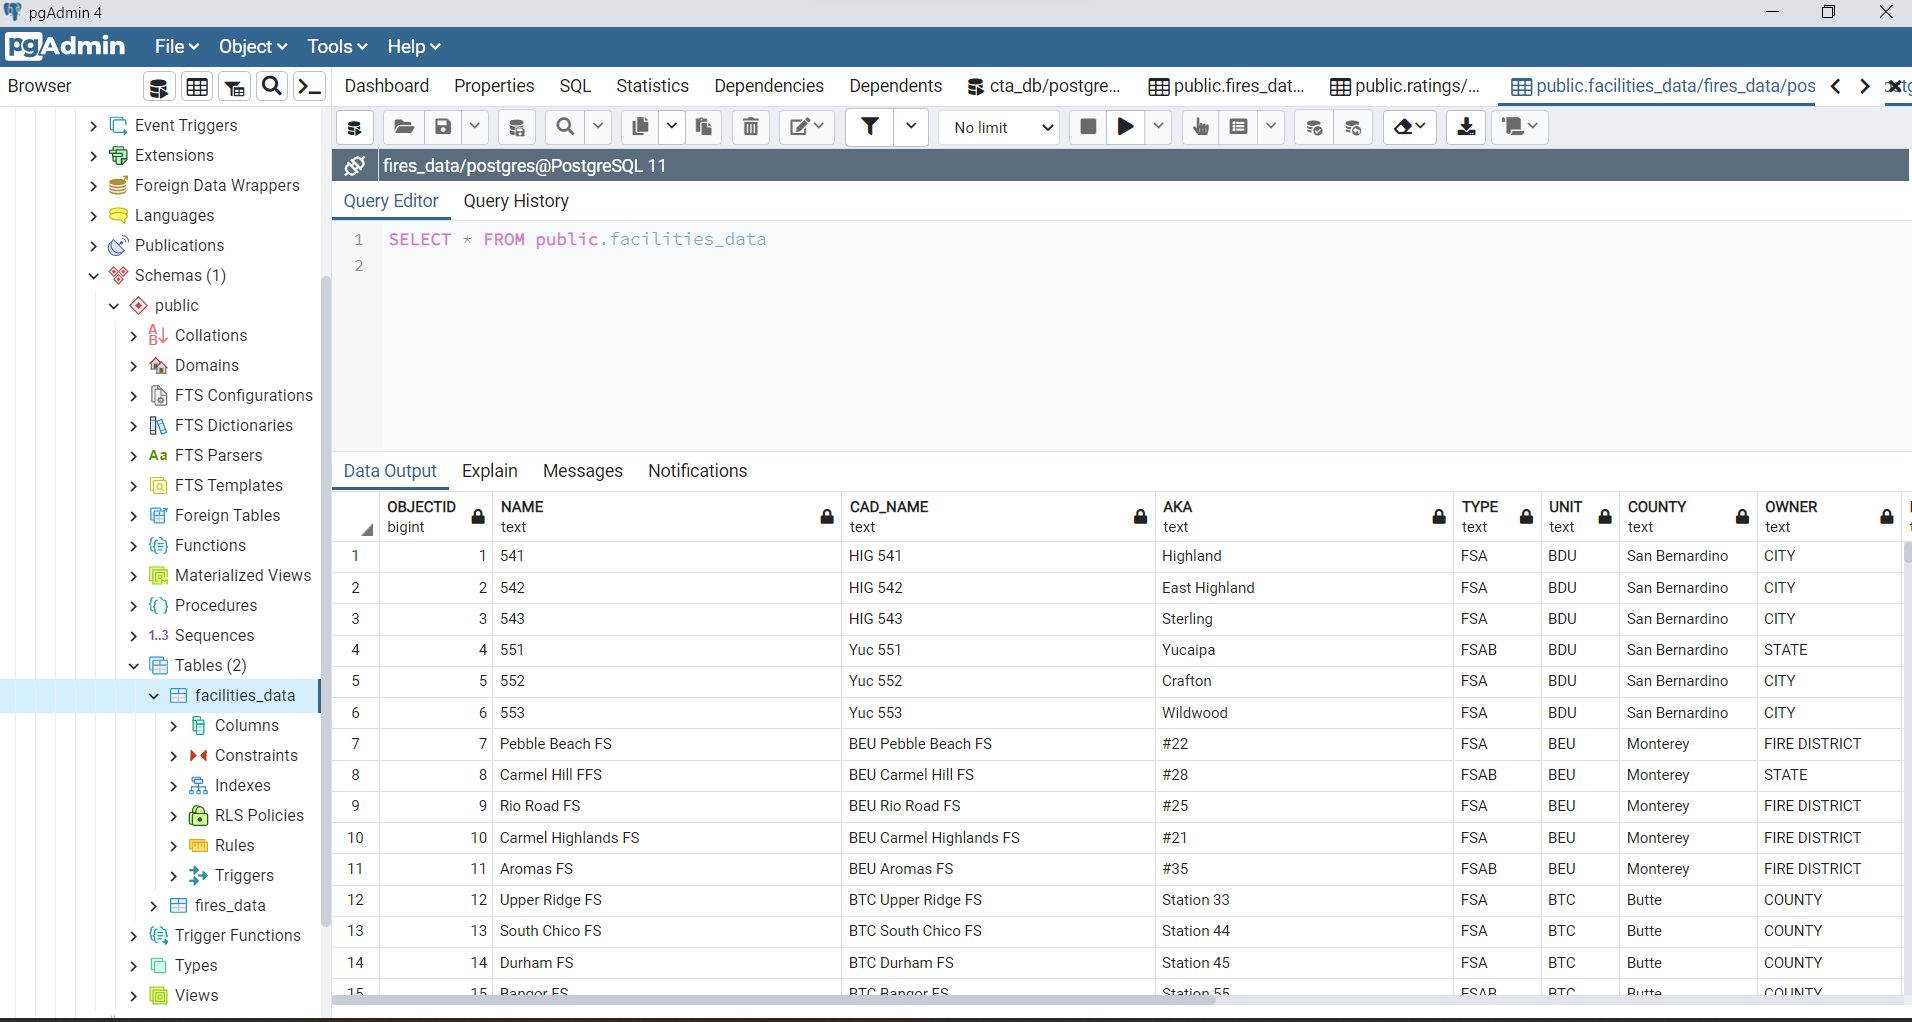 pgAdmin 4
pgAdmin File Object Tools Help
Browser Dashboard Properties SQL Statistics Dependencies Dependents cta_db/postgre... public.fires_dat... public.ratings/... public.facilities_data/fires_data/pos
No limit
fires_data/postgres@PostgreSQL 11
Query Editor Query History
1 SELECT * FROM public.facilities_data
2
Event Triggers
Extensions
Foreign Data Wrappers
Languages
Publications
Schemas (1)
public
Collations
Domains
FTS Configurations
FTS Dictionaries
Aa FTS Parsers
FTS Templates
Foreign Tables
Functions
Materialized Views
Procedures
1..3 Sequences
Tables (2)
facilities_data
Columns
Constraints
Indexes
RLS Policies
Rules
Triggers
fires_data
Trigger Functions
Types
Views
Data Output Explain Messages Notifications
OBJECTID NAME CAD_NAME AKA TYPE UNIT COUNTY OWNER
bigint text text text text text text text
1 1 541 HIG 541 Highland FSA BDU San Bernardino CITY
2 2 542 HIG 542 East Highland FSA BDU San Bernardino CITY
3 3 543 HIG 543 Sterling FSA BDU San Bernardino CITY
4 4 551 Yuc 551 Yucaipa FSAB BDU San Bernardino STATE
5 5 552 Yuc 552 Crafton FSA BDU San Bernardino CITY
6 6 553 Yuc 553 Wildwood FSA BDU San Bernardino CITY
7 7 Pebble Beach FS BEU Pebble Beach FS #22 FSA BEU Monterey FIRE DISTRICT
8 8 Carmel Hill FFS BEU Carmel Hill FS #28 FSAB BEU Monterey STATE
9 9 Rio Road FS BEU Rio Road FS #25 FSA BEU Monterey FIRE DISTRICT
10 10 Carmel Highlands FS BEU Carmel Highlands FS #21 FSA BEU Monterey FIRE DISTRICT
11 11 Aromas FS BEU Aromas FS #35 FSAB BEU Monterey FIRE DISTRICT
12 12 Upper Ridge FS BTC Upper Ridge FS Station 33 FSA BTC Butte COUNTY
13 13 South Chico FS BTC South Chico FS Station 44 FSA BTC Butte COUNTY
14 14 Durham FS BTC Durham FS Station 45 FSA BTC Butte COUNTY
15 15 Bangor FS BTC Bangor FS Station 55 FSAB BTC Butte COUNTY